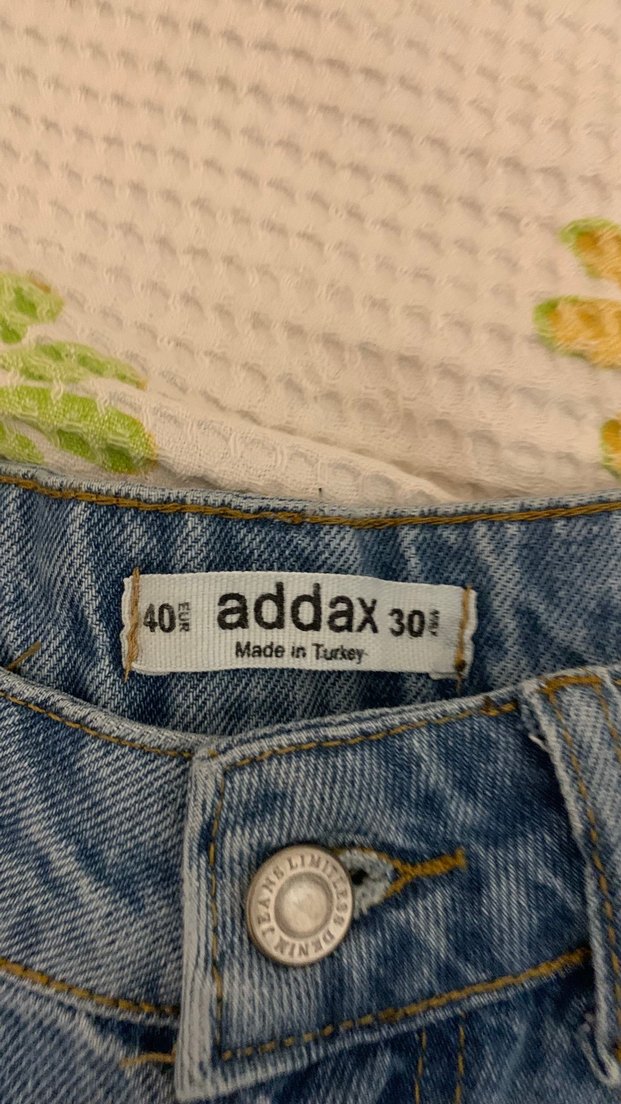 40 EUR addax 30
Made in Turkey
LIMITLESS DENIM JEANS